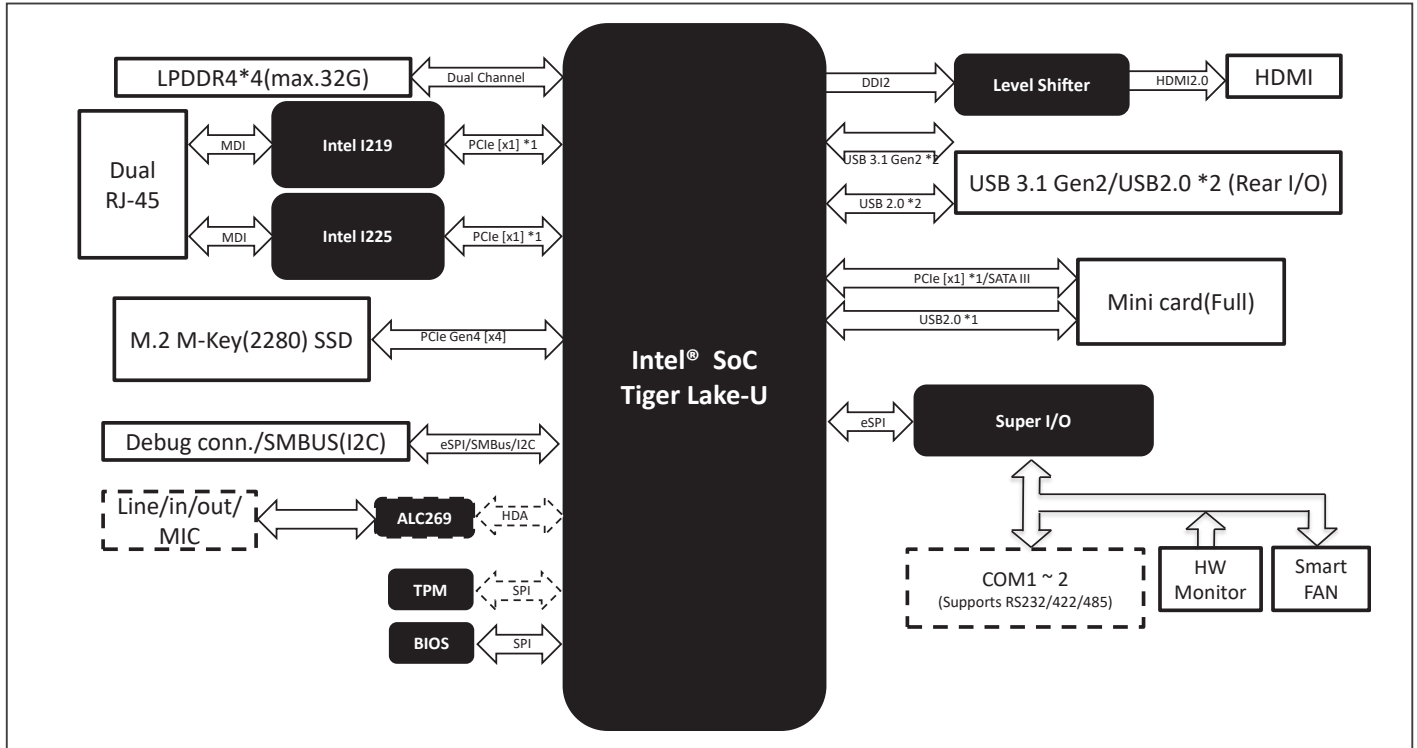 LPDDR4*4(max.32G)
Dual Channel
Dual
RJ-45
MDI
Intel I219
PCIe [x1] *1
MDI
Intel I225
PCIe [x1] *1
M.2 M-Key(2280) SSD
PCIe Gen4 [x4]
Debug conn./SMBUS(I2C)
eSPI/SMBus/I2C
Line/in/out/
MIC
ALC269
HDA
TPM
SPI
BIOS
SPI
Intel® SoC
Tiger Lake-U
DDI2
Level Shifter
HDMI2.0
HDMI
USB 3.1 Gen2 *2
USB 2.0 *2
USB 3.1 Gen2/USB2.0 *2 (Rear I/O)
PCIe [x1] *1/SATA III
USB2.0 *1
Mini card(Full)
eSPI
Super I/O
COM1 ~ 2
(Supports RS232/422/485)
HW
Monitor
Smart
FAN